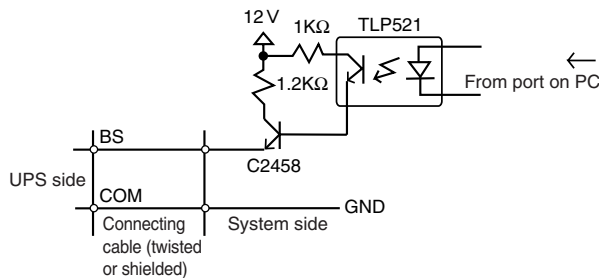 12 V
1KΩ
TLP521
1.2KΩ
From port on PC
BS
C2458
UPS side
COM
GND
Connecting
cable (twisted
or shielded)
System side